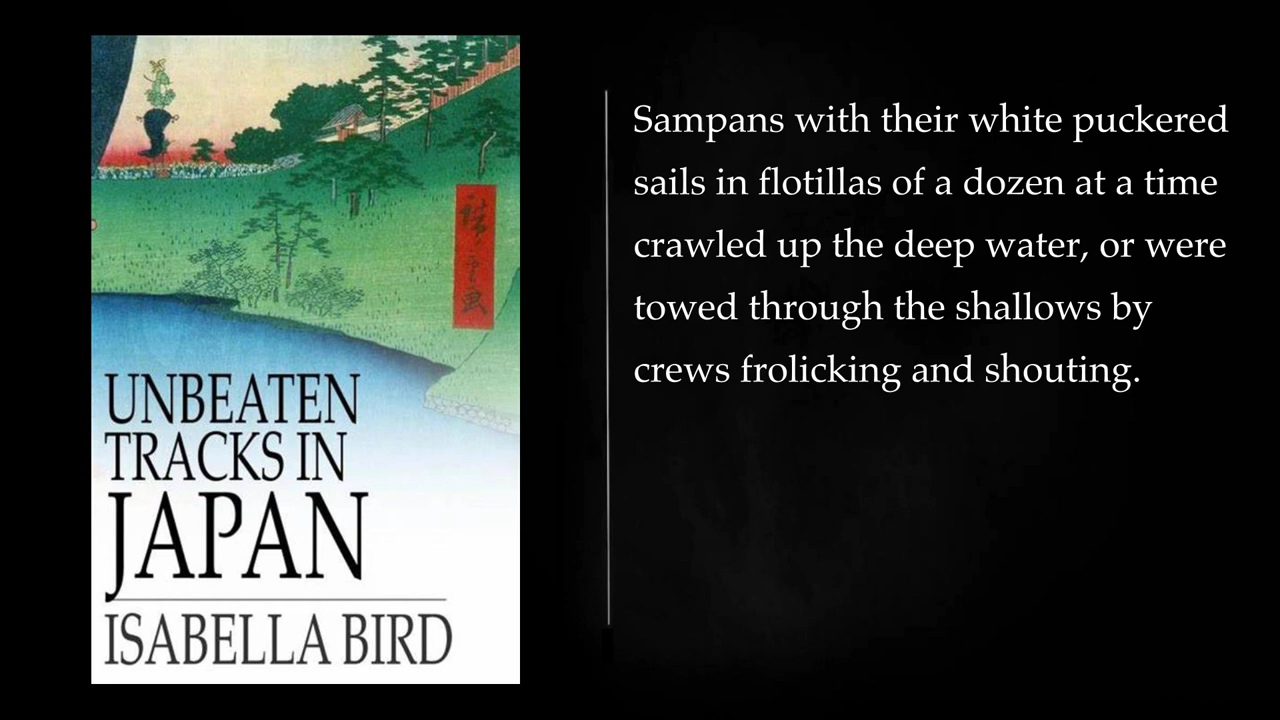 UNBEATEN
TRACKS IN
JAPAN
ISABELLA BIRD
Sampans with their white puckered
sails in flotillas of a dozen at a time
crawled up the deep water, or were
towed through the shallows by
crews frolicking and shouting.